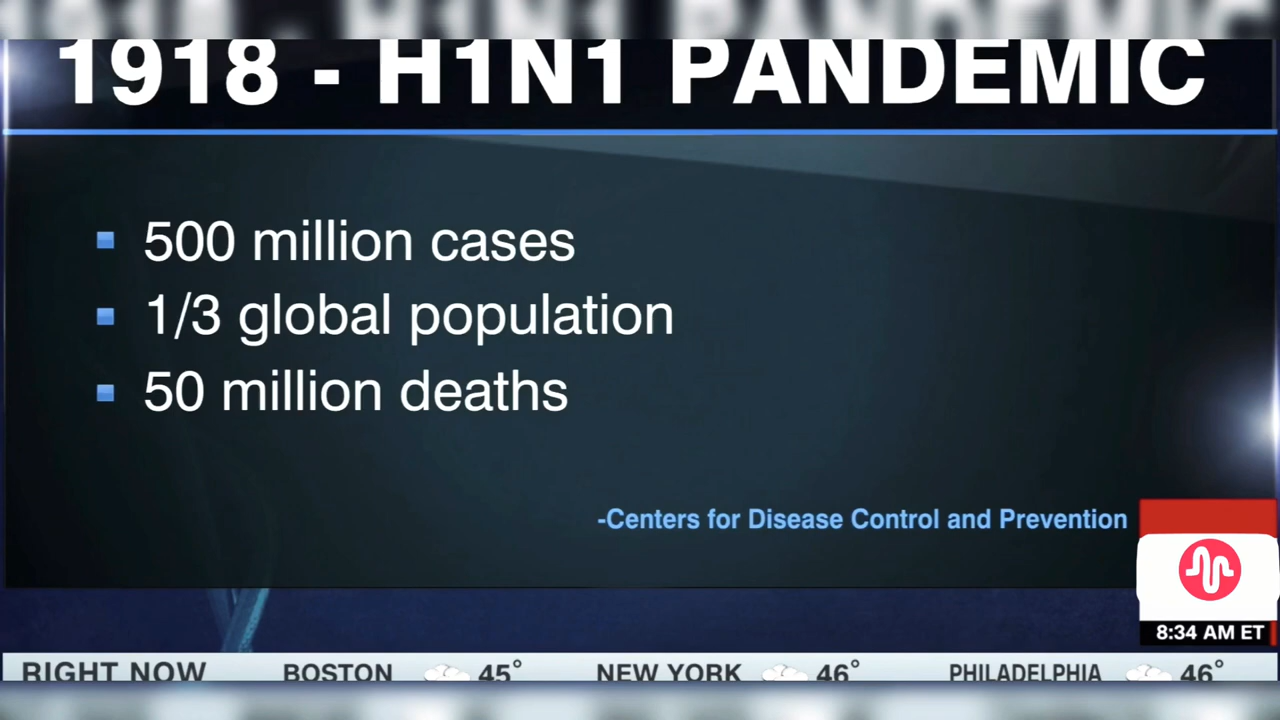 1918 - H1N1 PANDEMIC
500 million cases
1/3 global population
50 million deaths
-Centers for Disease Control and Prevention
8:34 AM ET
RIGHT NOW BOSTON 45° NEW YORK 46° PHILADELPHIA 46°